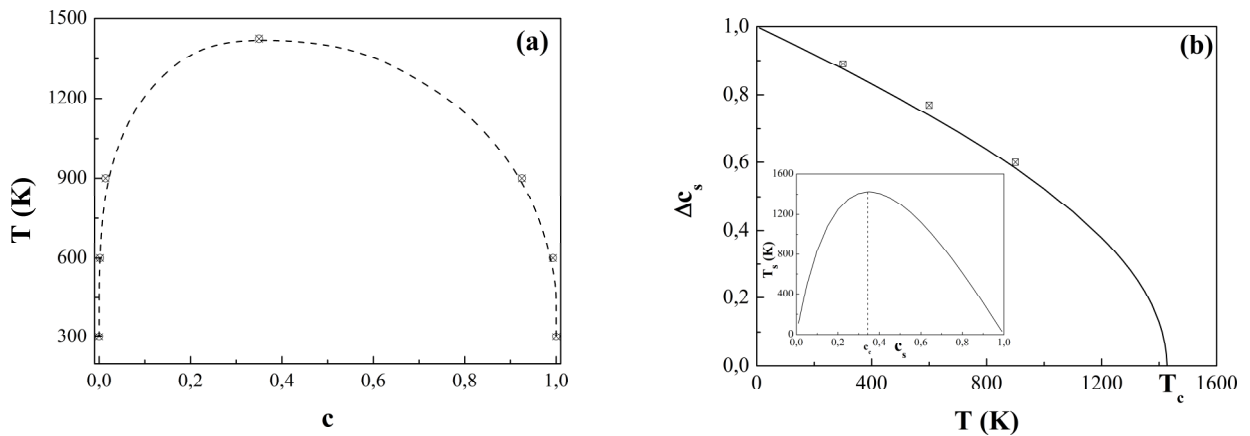 (a)
T (K)
1500
1200
900
600
300
0,0 0,2 0,4 0,6 0,8 1,0
c
(b)
Δc_s
1,0
0,8
0,6
0,4
0,2
0,0
0 400 800 1200 T_c 1600
T (K)
T_s (K)
1600
1200
800
400
0
0,0 0,2 c_c 0,4 0,6 0,8 1,0
c_s